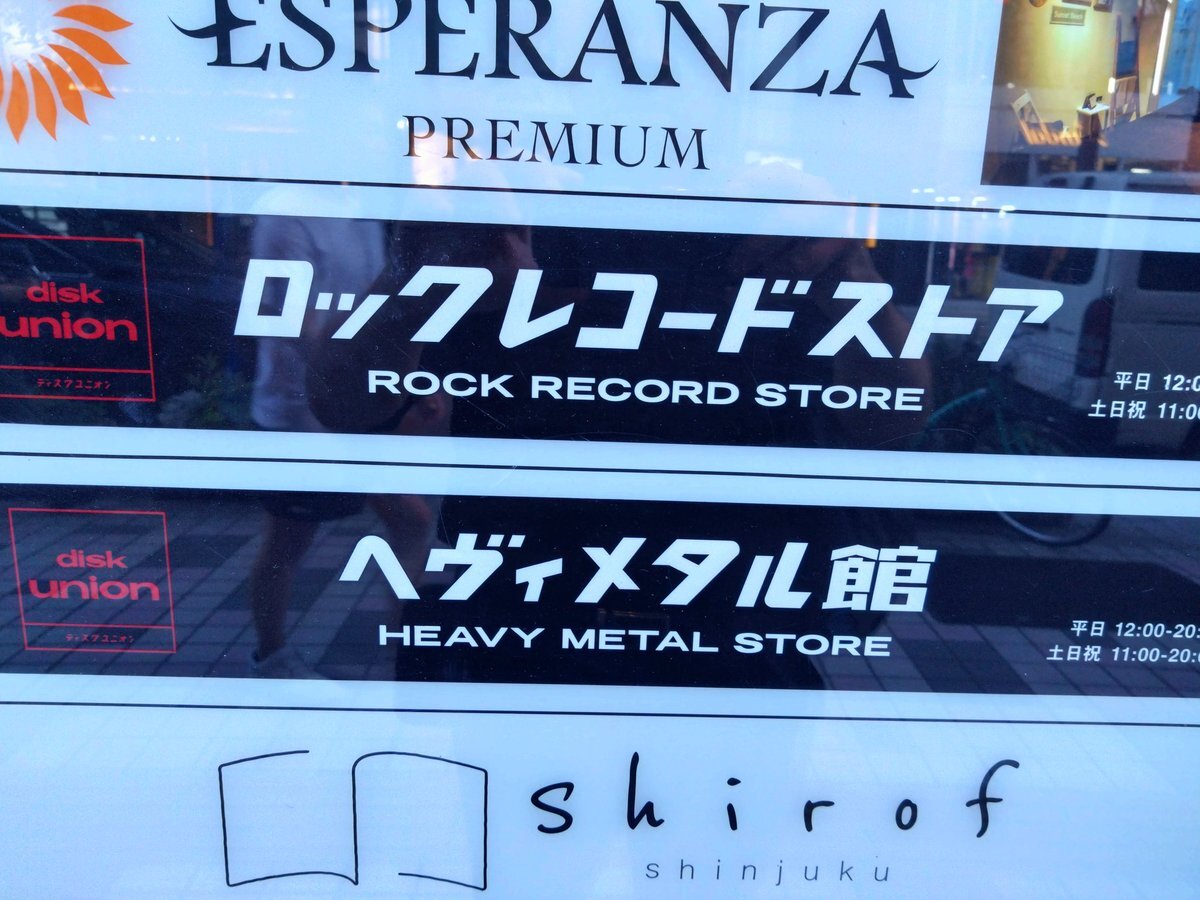 ESPERANZA
PREMIUM
disk
union
ディスクユニオン
ロックレコードストア
ROCK RECORD STORE
平日 12:0
土日祝 11:00
disk
union
ディスクユニオン
ヘヴィメタル館
HEAVY METAL STORE
平日 12:00-20:
土日祝 11:00-20:0
shirof
shinjuku